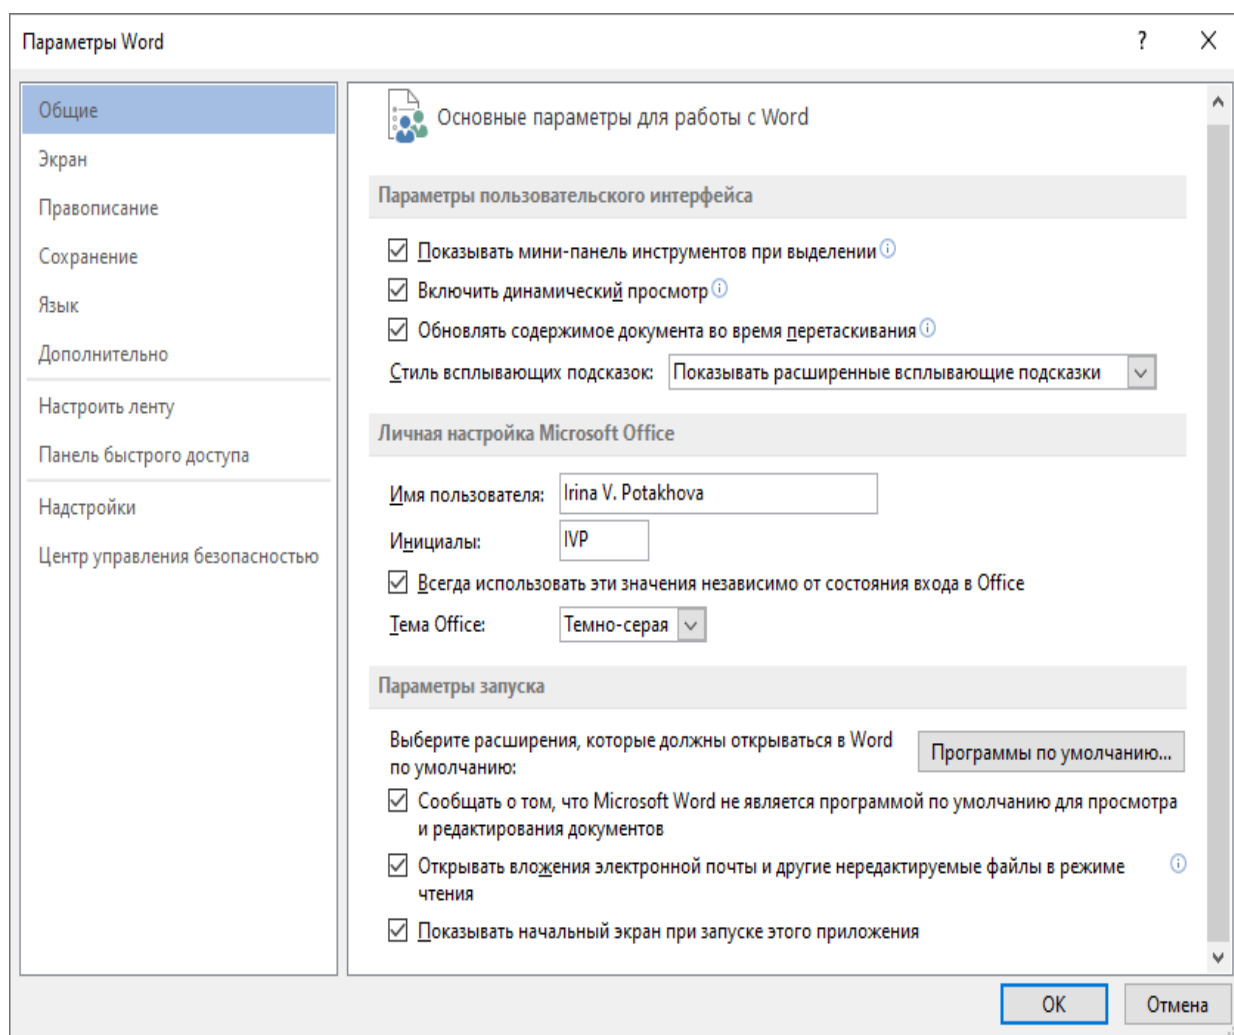 Параметры Word
?
Общие
Экран
Правописание
Сохранение
Язык
Дополнительно
Настроить ленту
Панель быстрого доступа
Надстройки
Центр управления безопасностью
Основные параметры для работы с Word
Параметры пользовательского интерфейса
Показывать мини-панель инструментов при выделении
Включить динамический просмотр
Обновлять содержимое документа во время перетаскивания
Стиль всплывающих подсказок: Показывать расширенные всплывающие подсказки
Личная настройка Microsoft Office
Имя пользователя: Irina V. Potakhova
Инициалы: IVP
Всегда использовать эти значения независимо от состояния входа в Office
Тема Office: Темно-серая
Параметры запуска
Выберите расширения, которые должны открываться в Word
по умолчанию:
Программы по умолчанию...
Сообщать о том, что Microsoft Word не является программой по умолчанию для просмотра
и редактирования документов
Открывать вложения электронной почты и другие нередактируемые файлы в режиме
чтения
Показывать начальный экран при запуске этого приложения
ОК
Отмена